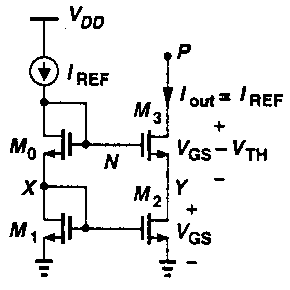 V_DD
P
I_REF
I_out = I_REF
M_3
+
M_0
N
V_GS – V_TH
–
X
M_2
Y
+
M_1
V_GS
–